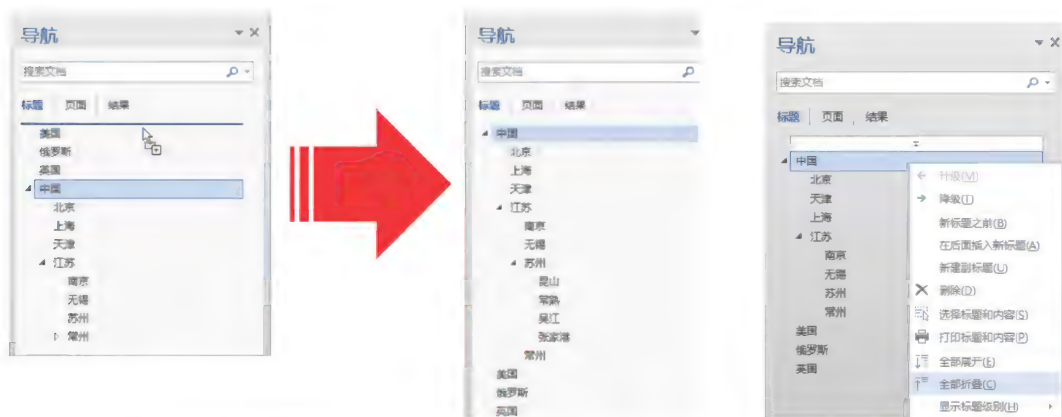 导航
搜索文档
标题 页面 结果
美国
俄罗斯
英国
中国
北京
上海
天津
江苏
南京
无锡
苏州
常州
导航
搜索文档
标题 页面 结果
中国
北京
上海
天津
江苏
南京
无锡
苏州
昆山
常熟
吴江
张家港
常州
美国
俄罗斯
英国
导航
搜索文档
标题 页面 结果
中国
北京
天津
上海
江苏
南京
无锡
苏州
常州
美国
俄罗斯
英国
升级(M)
降级(T)
新标题之前(B)
在后面插入新标题(A)
新建副标题(U)
删除(D)
选择标题和内容(S)
打印标题和内容(P)
全部展开(E)
全部折叠(C)
显示标题级别(H)